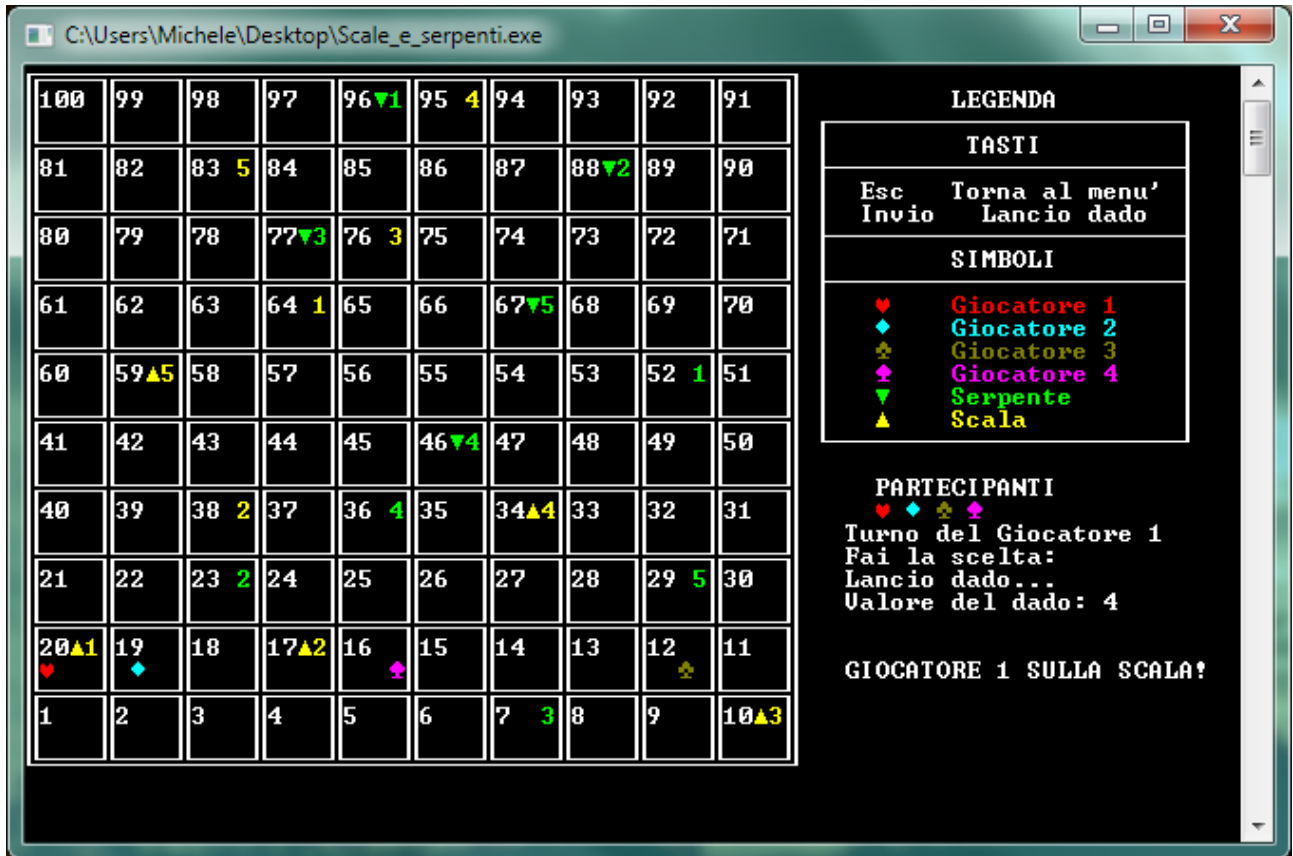 C:\Users\Michele\Desktop\Scale_e_serpenti.exe
100 99 98 97 96▼1 95 4 94 93 92 91
81 82 83 5 84 85 86 87 88▼2 89 90
80 79 78 77▼3 76 3 75 74 73 72 71
61 62 63 64 1 65 66 67▼5 68 69 70
60 59▲5 58 57 56 55 54 53 52 1 51
41 42 43 44 45 46▼4 47 48 49 50
40 39 38 2 37 36 4 35 34▲4 33 32 31
21 22 23 2 24 25 26 27 28 29 5 30
20▲1 19 18 17▲2 16 15 14 13 12 11
♥ ♦ ♠ ♣
1 2 3 4 5 6 7 3 8 9 10▲3
LEGENDA
TASTI
Esc Torna al menu'
Invio Lancio dado
SIMBOLI
♥ Giocatore 1
♦ Giocatore 2
♣ Giocatore 3
♠ Giocatore 4
▼ Serpente
▲ Scala
PARTECIPANTI
♥ ♦ ♣ ♠
Turno del Giocatore 1
Fai la scelta:
Lancio dado...
Valore del dado: 4
GIOCATORE 1 SULLA SCALA!